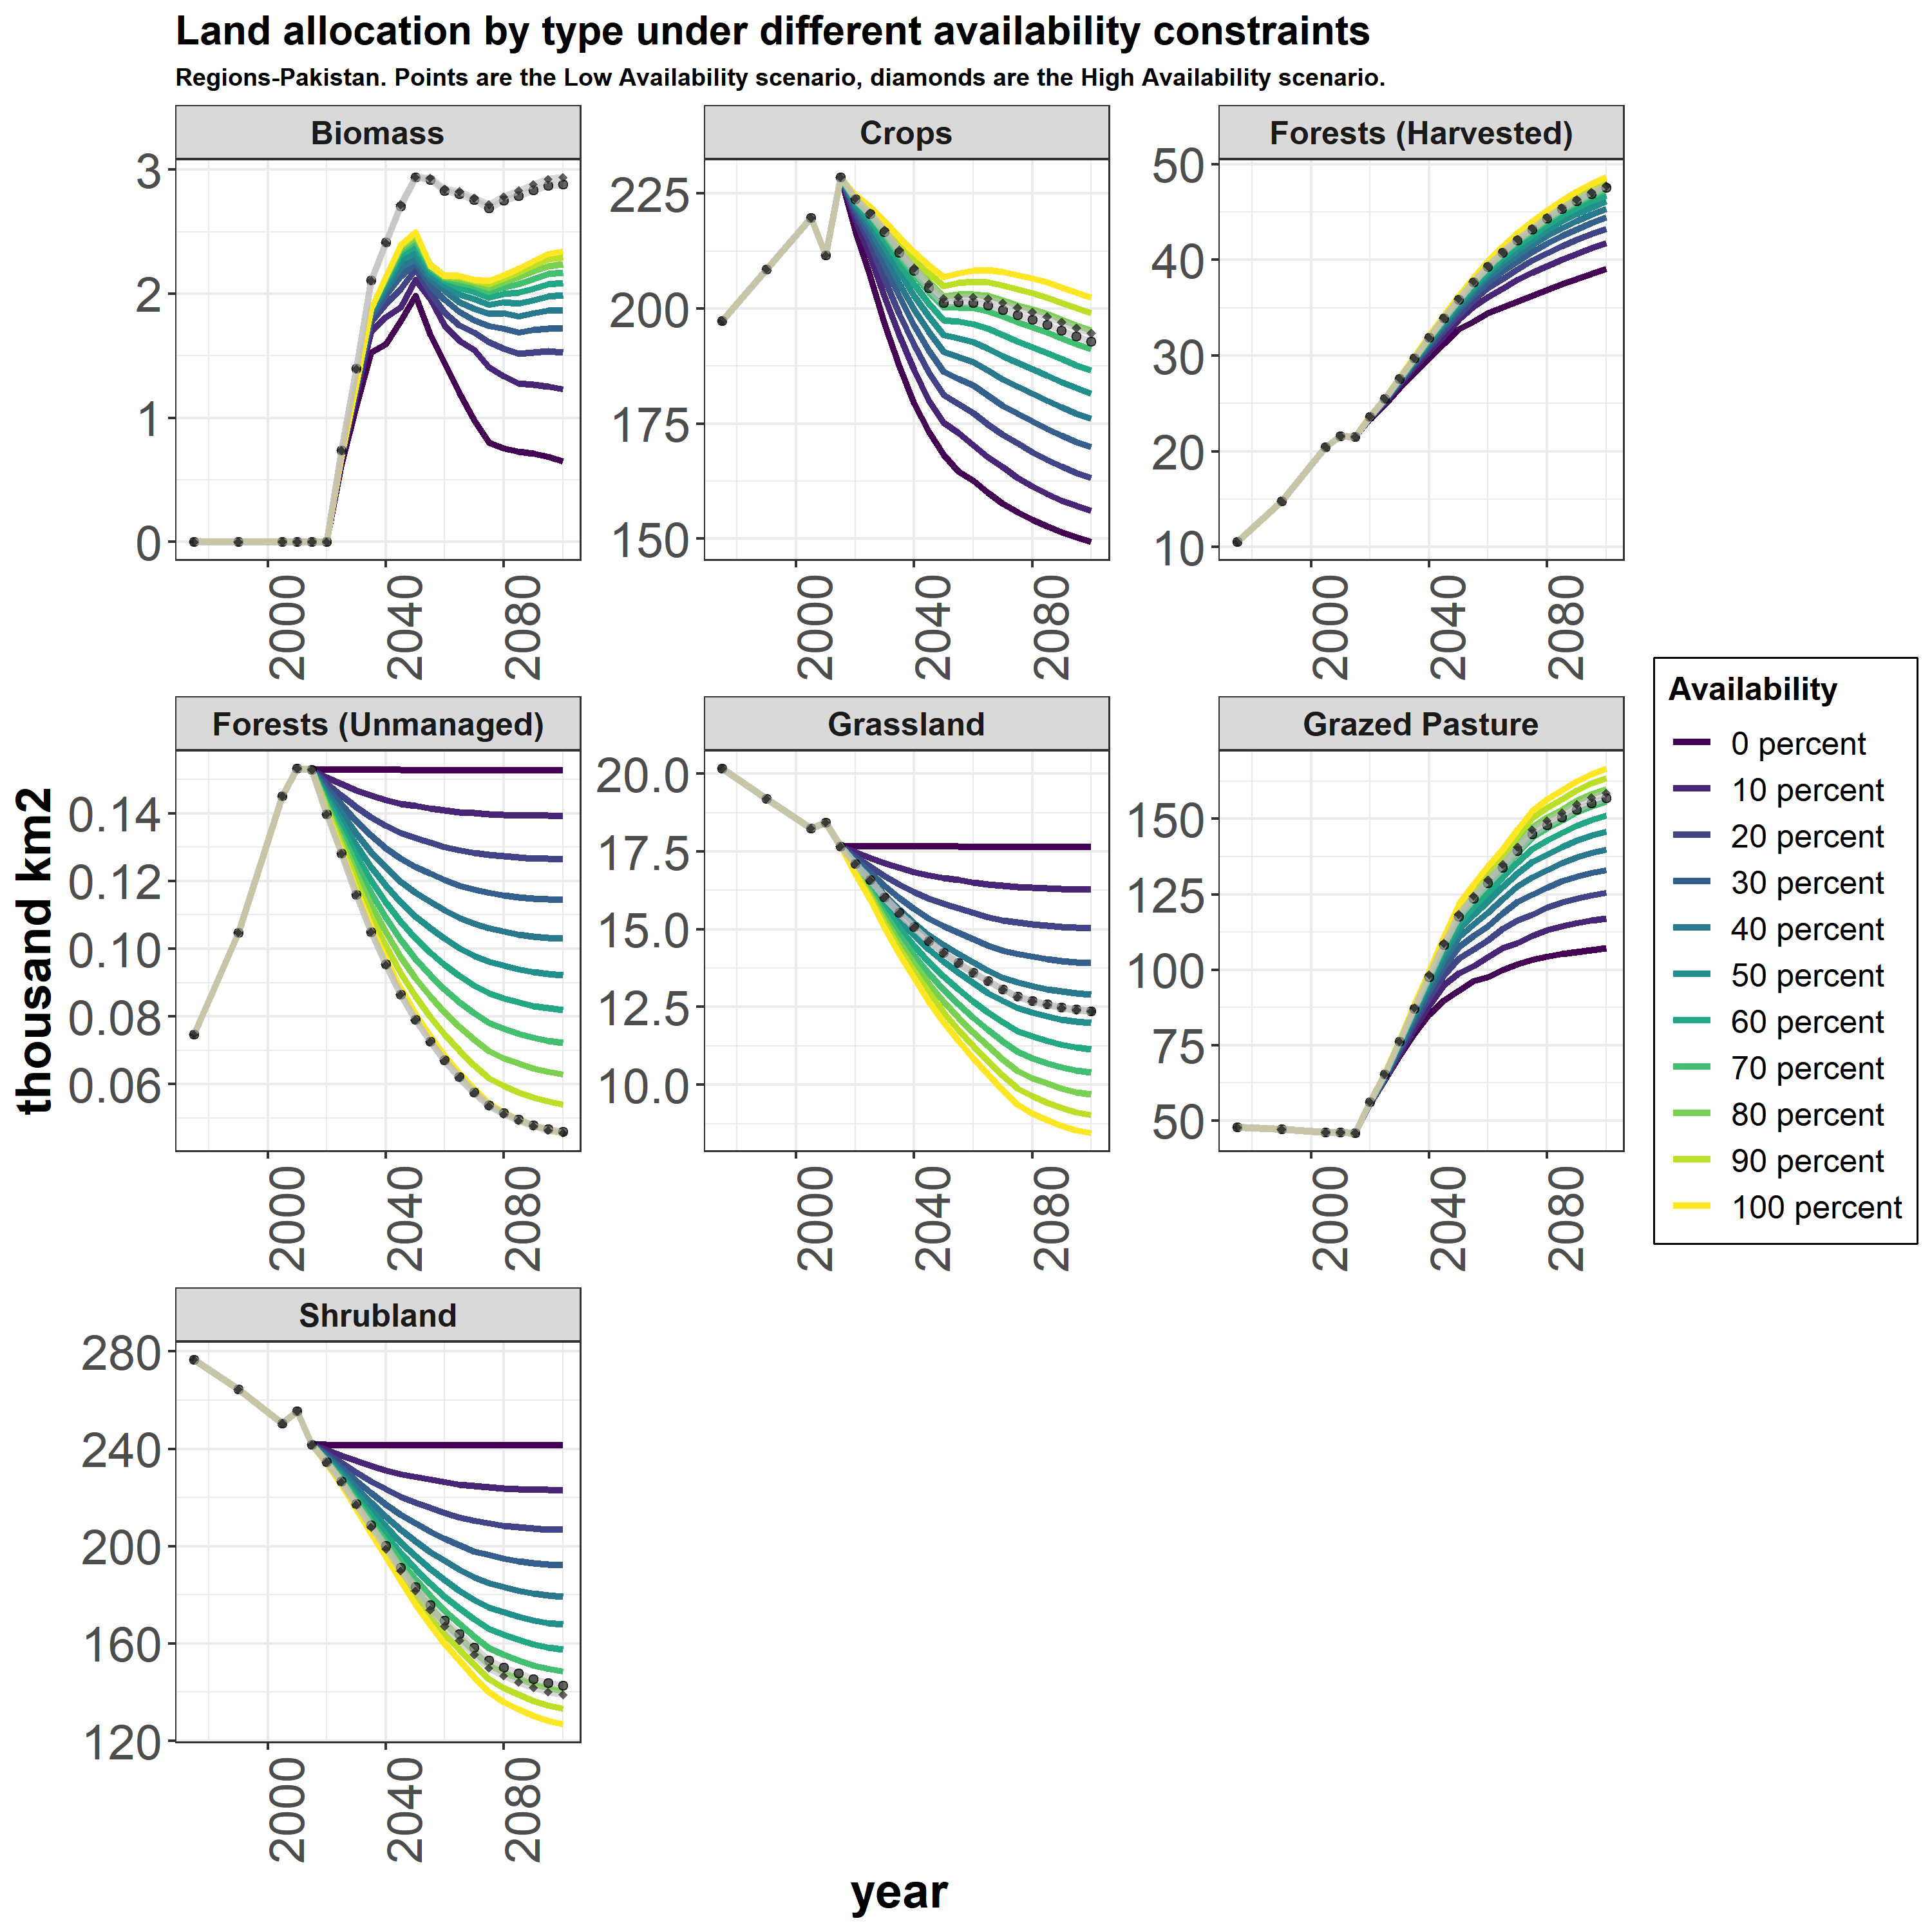 Land allocation by type under different availability constraints
Regions-Pakistan. Points are the Low Availability scenario, diamonds are the High Availability scenario.
Biomass
Crops
Forests (Harvested)
3
2
1
0
225
200
175
150
50
40
30
20
10
2000
2040
2080
2000
2040
2080
2000
2040
2080
Forests (Unmanaged)
Grassland
Grazed Pasture
0.14
0.12
0.10
0.08
0.06
20.0
17.5
15.0
12.5
10.0
150
125
100
75
50
2000
2040
2080
2000
2040
2080
2000
2040
2080
Shrubland
280
240
200
160
120
2000
2040
2080
thousand km2
year
Availability
0 percent
10 percent
20 percent
30 percent
40 percent
50 percent
60 percent
70 percent
80 percent
90 percent
100 percent